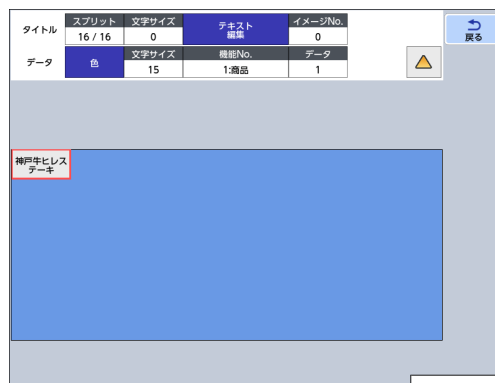 タイトル
スプリット
16 / 16
文字サイズ
0
テキスト
編集
イメージNo.
0
戻る
データ
色
文字サイズ
15
機能No.
1:商品
データ
1
神戸牛ヒレス
テーキ